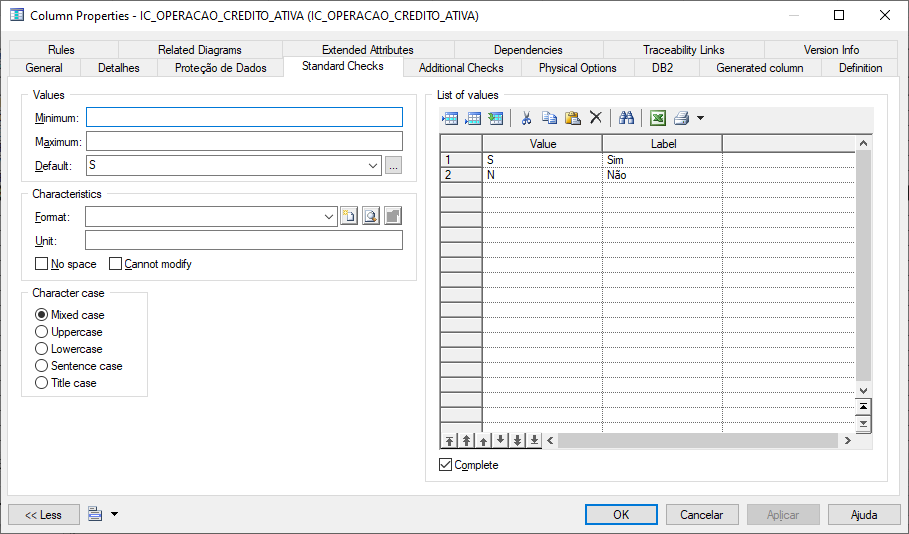 Column Properties - IC_OPERACAO_CREDITO_ATIVA (IC_OPERACAO_CREDITO_ATIVA)
Rules Related Diagrams Extended Attributes Dependencies Traceability Links Version Info
General Detalhes Proteção de Dados Standard Checks Additional Checks Physical Options DB2 Generated column Definition
Values
Minimum:
Maximum:
Default: S ...
Characteristics
Format:
Unit:
No space Cannot modify
Character case
Mixed case
Uppercase
Lowercase
Sentence case
Title case
List of values
Value Label
1 S Sim
2 N Não
Complete
<< Less OK Cancelar Aplicar Ajuda